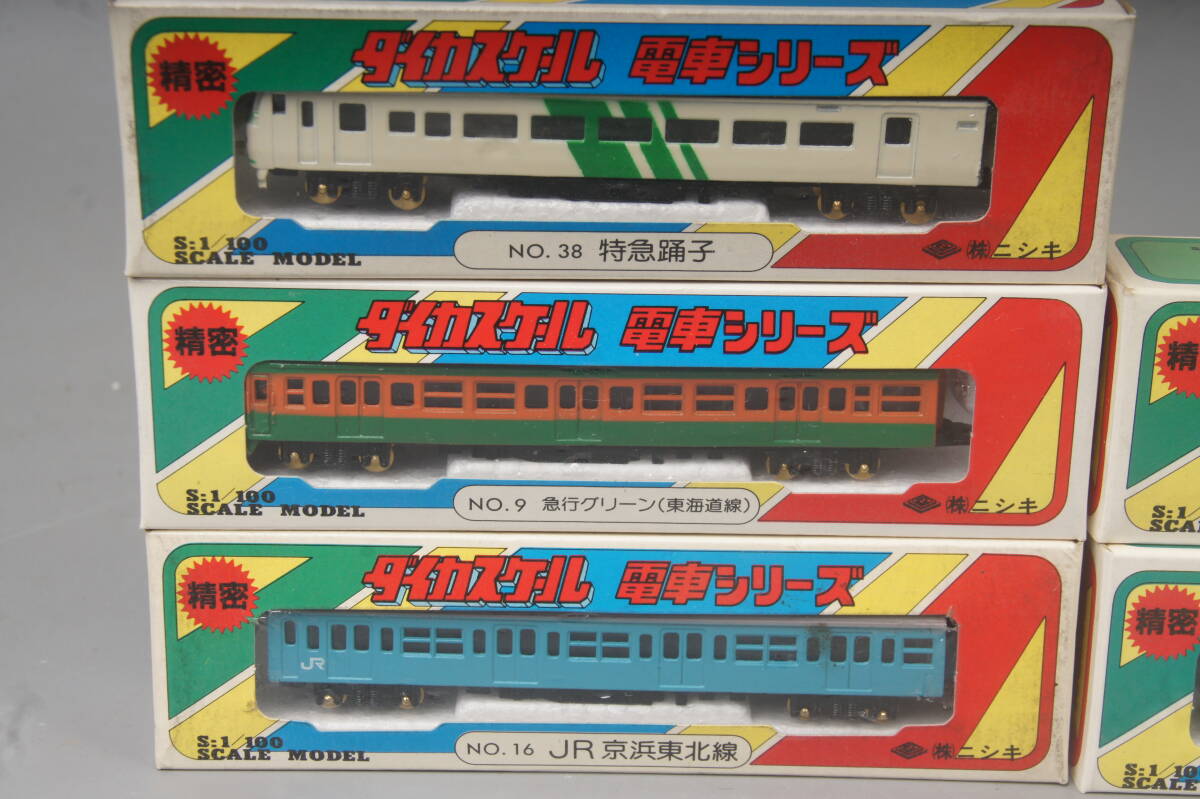 精密
ダイカスケール 電車シリーズ
S:1/100
SCALE MODEL
NO. 38 特急踊子
㈱ニシキ
精密
ダイカスケール 電車シリーズ
S:1/100
SCALE MODEL
NO. 9 急行グリーン(東海道線)
㈱ニシキ
精密
ダイカスケール 電車シリーズ
JR
S:1/100
SCALE MODEL
NO. 16 JR京浜東北線
㈱ニシキ
精
S:1/
SCA
精密
S:1/10
SCALE